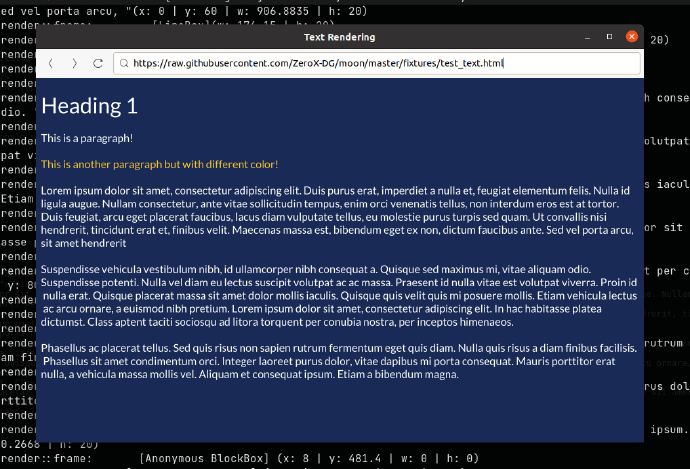 ed vel porta arcu, "(x: 0 | y: 60 | w: 906.8835 | h: 20)
render::frame: [LineBox](w: 174.15 | h: 20)
Text Rendering
20)
https://raw.githubusercontent.com/ZeroX-DG/moon/master/fixtures/test_text.html
Heading 1
This is a paragraph!
This is another paragraph but with different color!
Lorem ipsum dolor sit amet, consectetur adipiscing elit. Duis purus erat, imperdiet a nulla et, feugiat elementum felis. Nulla id
ligula augue. Nullam consectetur, ante vitae sollicitudin tempus, enim orci venenatis tellus, non interdum eros est at tortor.
Duis feugiat, arcu eget placerat faucibus, lacus diam vulputate tellus, eu molestie purus turpis sed quam. Ut convallis nisi
hendrerit, tincidunt erat et, finibus velit. Maecenas massa est, bibendum eget ex non, dictum faucibus ante. Sed vel porta arcu,
sit amet hendrerit
Suspendisse vehicula vestibulum nibh, id ullamcorper nibh consequat a. Quisque sed maximus mi, vitae aliquam odio.
Suspendisse potenti. Nulla vel diam eu lectus suscipit volutpat ac ac massa. Praesent id nulla vitae est volutpat viverra. Proin id
nulla erat. Quisque placerat massa sit amet dolor mollis iaculis. Quisque quis velit quis mi posuere mollis. Etiam vehicula lectus
ac arcu ornare, a euismod nibh pretium. Lorem ipsum dolor sit amet, consectetur adipiscing elit. In hac habitasse platea
dictumst. Class aptent taciti sociosqu ad litora torquent per conubia nostra, per inceptos himenaeos.
Phasellus ac placerat tellus. Sed quis risus non sapien rutrum fermentum eget quis diam. Nulla quis risus a diam finibus facilisis.
Phasellus sit amet condimentum orci. Integer laoreet purus dolor, vitae dapibus mi porta consequat. Mauris porttitor erat
nulla, a vehicula massa mollis vel. Aliquam et consequat ipsum. Etiam a bibendum magna.
0.2668 | h: 20)
render::frame: [Anonymous BlockBox] (x: 8 | y: 481.4 | w: 0 | h: 0)